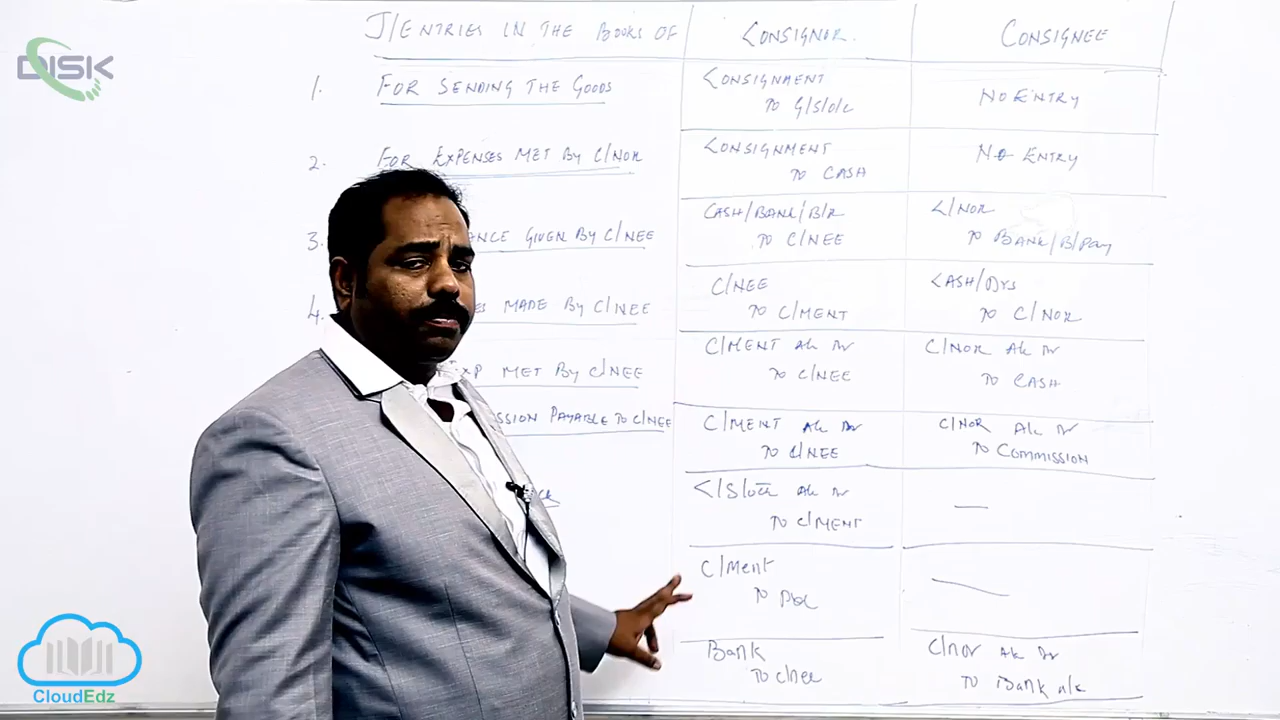 DISK
J/ENTRIES IN THE BOOKS OF
CONSIGNOR.
CONSIGNEE
1. FOR SENDING THE GOODS
CONSIGNMENT
TO G/S/O/C
NO ENTRY
2. FOR EXPENSES MET BY C/NOR
CONSIGNMENT
TO CASH
NO ENTRY
3. ANCE GIVEN BY C/NEE
CASH/BANK/B/R
TO C/NEE
C/NOR
TO BANK/B/Pay
4. ES MADE BY C/NEE
C/NEE
TO C/MENT
CASH/Drs
TO C/NOR
EXP MET BY C/NEE
C/MENT A/c Dr
TO C/NEE
C/NOR A/c Dr
TO CASH
SSION PAYABLE TO C/NEE
C/MENT A/c Dr
TO C/NEE
C/NOR A/c Dr
TO COMMISSION
C/Stock A/c Dr
TO C/MENT
—
C/Ment
To P&L
—
Bank
To C/nee
C/nor A/c Dr
To Bank a/c
CloudEdz